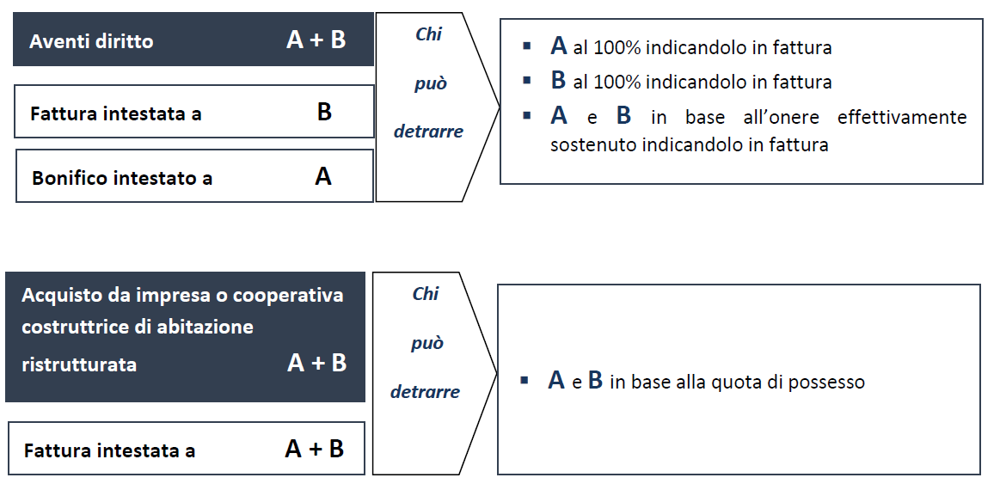 Aventi diritto A + B
Fattura intestata a B
Bonifico intestato a A
Chi
può
detrarre
▪ A al 100% indicandolo in fattura
▪ B al 100% indicandolo in fattura
▪ A e B in base all’onere effettivamente
sostenuto indicandolo in fattura
Acquisto da impresa o cooperativa
costruttrice di abitazione
ristrutturata A + B
Fattura intestata a A + B
Chi
può
detrarre
▪ A e B in base alla quota di possesso